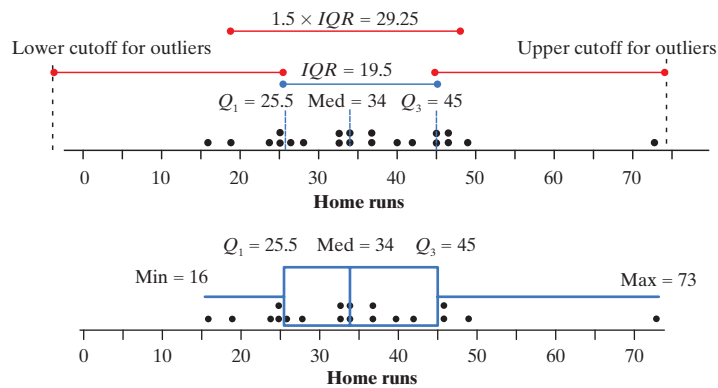 1.5 × IQR = 29.25
Lower cutoff for outliers Upper cutoff for outliers
IQR = 19.5
Q₁ = 25.5 Med = 34 Q₃ = 45
0 10 20 30 40 50 60 70
Home runs
Q₁ = 25.5 Med = 34 Q₃ = 45
Min = 16 Max = 73
0 10 20 30 40 50 60 70
Home runs